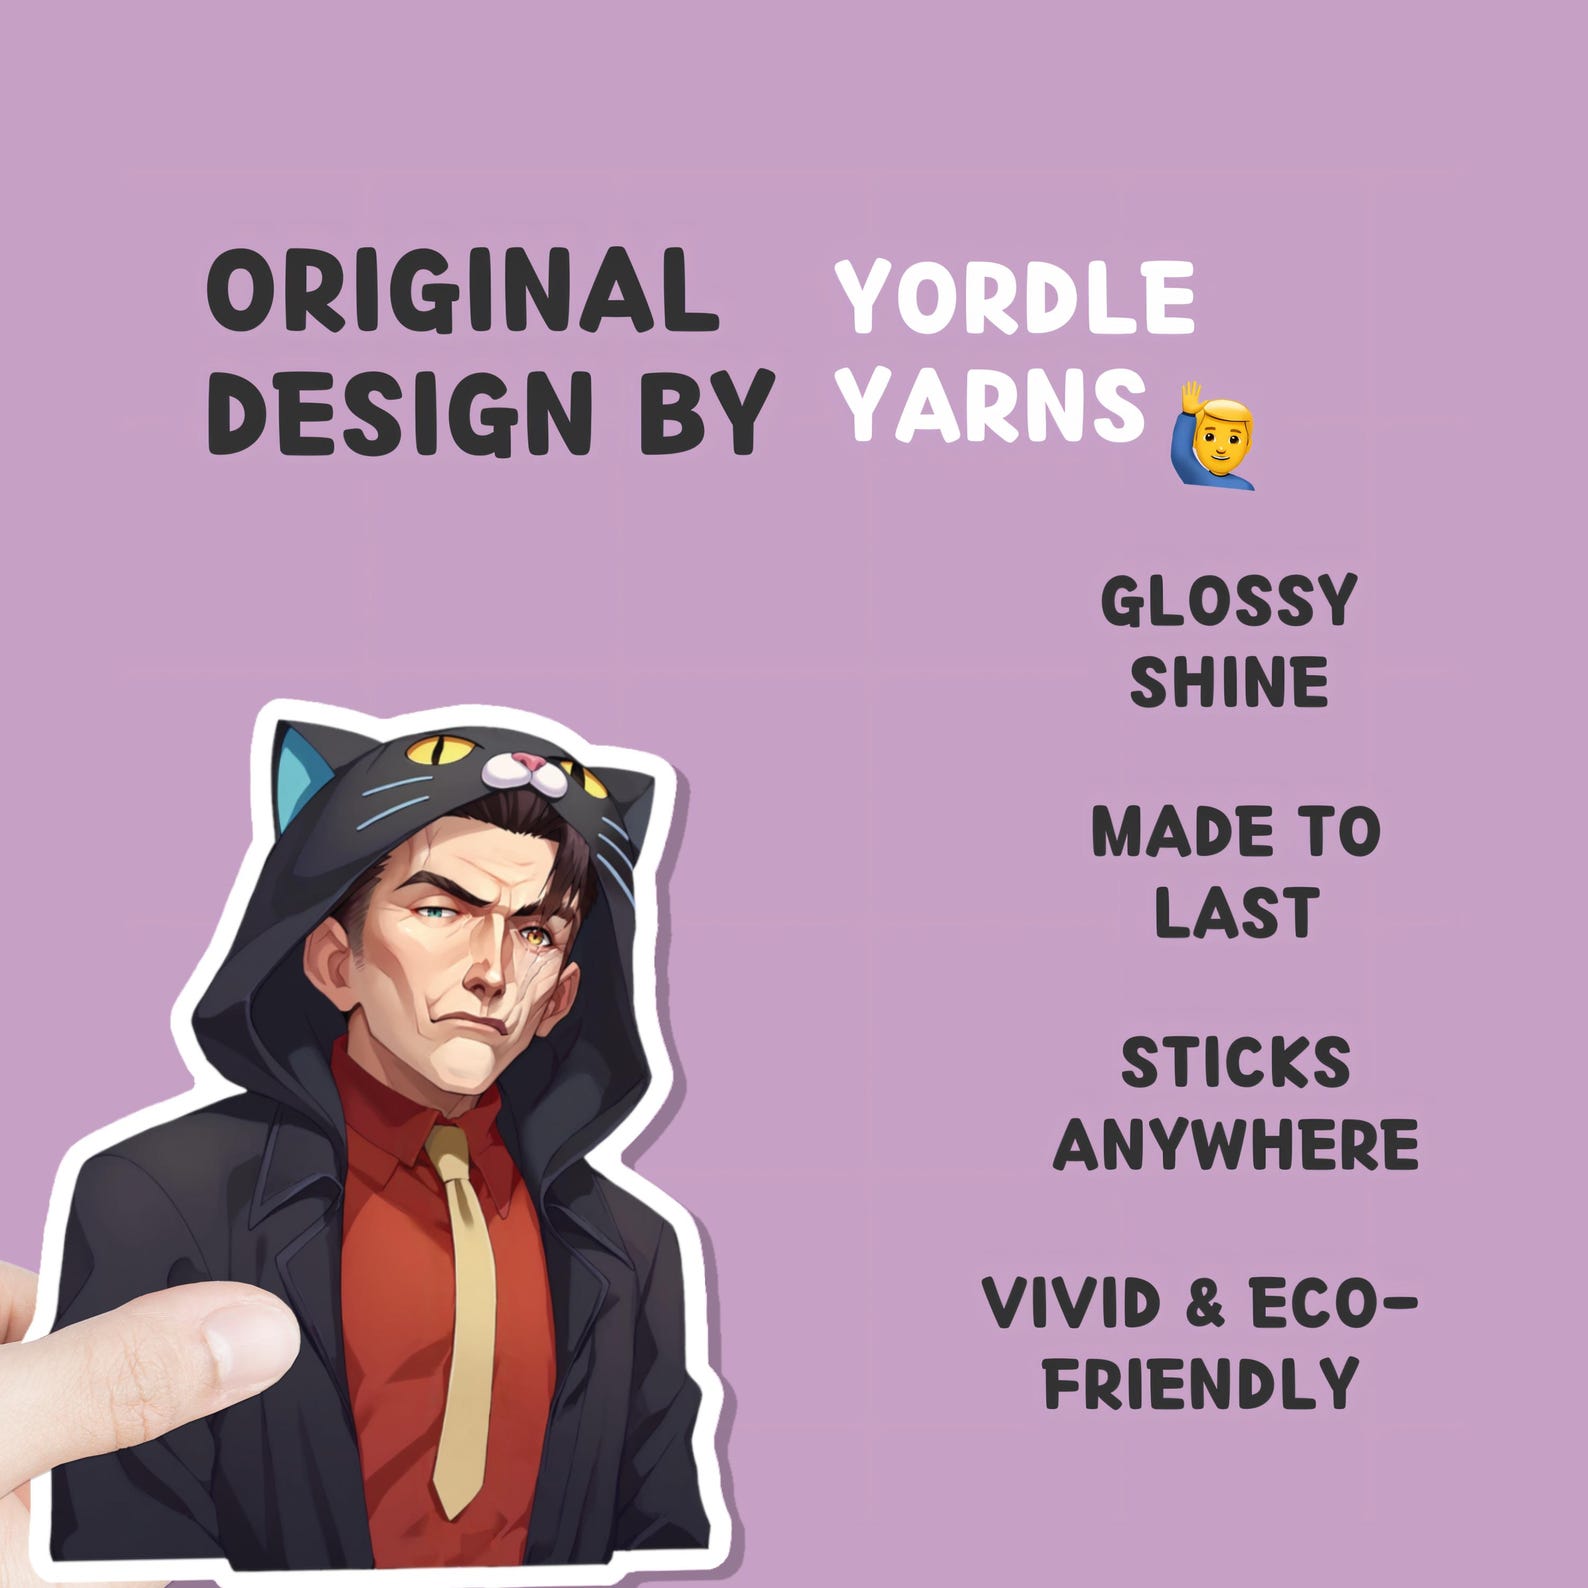 ORIGINAL
DESIGN BY
YORDLE
YARNS
GLOSSY
SHINE
MADE TO
LAST
STICKS
ANYWHERE
VIVID & ECO-
FRIENDLY